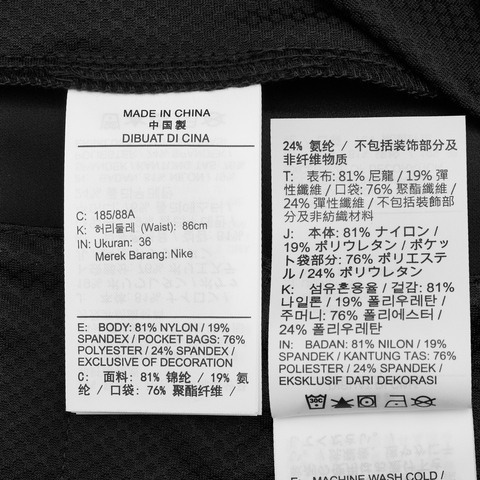 MADE IN CHINA
中国製
DIBUAT DI CINA
C: 185/88A
K: 허리둘레 (Waist): 86cm
IN: Ukuran: 36
Merek Barang: Nike
E: BODY: 81% NYLON / 19%
SPANDEX / POCKET BAGS: 76%
POLYESTER / 24% SPANDEX /
EXCLUSIVE OF DECORATION
C: 面料: 81% 锦纶 / 19% 氨
纶 / 口袋: 76% 聚酯纤维 /
24% 氨纶 / 不包括装饰部分及
非纤维物质
T: 表布: 81% 尼龍 / 19% 彈
性纖維 / 口袋: 76% 聚酯纖維 /
24% 彈性纖維 / 不包括裝飾部
分及非紡織材料
J: 本体: 81% ナイロン /
19% ポリウレタン / ポケッ
ト袋部分: 76% ポリエステ
ル / 24% ポリウレタン
K: 섬유혼용율 / 겉감: 81%
나일론 / 19% 폴리우레탄 /
주머니: 76% 폴리에스터 /
24% 폴리우레탄
IN: BADAN: 81% NILON / 19%
SPANDEK / KANTUNG TAS: 76%
POLIESTER / 24% SPANDEK /
EKSKLUSIF DARI DEKORASI
E: MACHINE WASH COLD /